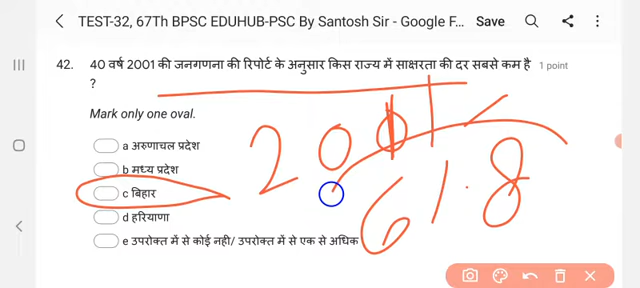 TEST-32, 67Th BPSC EDUHUB-PSC By Santosh Sir - Google F... Save
42. 40 वर्ष 2001 की जनगणना की रिपोर्ट के अनुसार किस राज्य में साक्षरता की दर सबसे कम है 1 point
?
Mark only one oval.
a अरुणाचल प्रदेश
b मध्य प्रदेश
c बिहार
d हरियाणा
e उपरोक्त में से कोई नही/ उपरोक्त में से एक से अधिक
2001
61.8